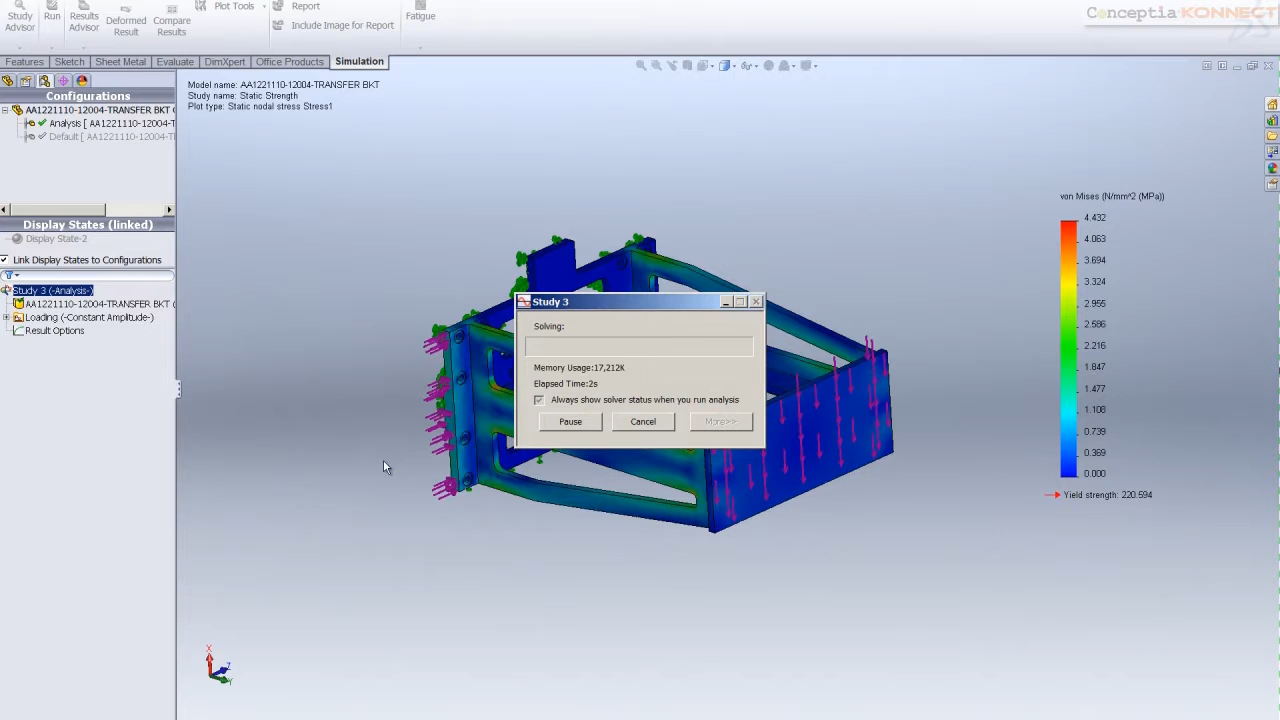 Study
Advisor
Run
Results
Advisor
Deformed
Result
Compare
Results
Plot Tools
Report
Include Image for Report
Fatigue
Conceptia KONNECT
Features
Sketch
Sheet Metal
Evaluate
DimXpert
Office Products
Simulation
Configurations
AA1221110-12004-TRANSFER BKT (
Analysis [ AA1221110-12004-T
Default [ AA1221110-12004-T
Display States (linked)
Display State-2
Link Display States to Configurations
Study 3 (-Analysis-)
AA1221110-12004-TRANSFER BKT (
Loading (-Constant Amplitude-)
Result Options
Model name: AA1221110-12004-TRANSFER BKT
Study name: Static Strength
Plot type: Static nodal stress Stress1
Study 3
Solving:
Memory Usage:17,212K
Elapsed Time:2s
Always show solver status when you run analysis
Pause
Cancel
More>>
von Mises (N/mm^2 (MPa))
4.432
4.063
3.694
3.324
2.955
2.586
2.216
1.847
1.477
1.108
0.739
0.369
0.000
Yield strength: 220.594
X
Z
Y